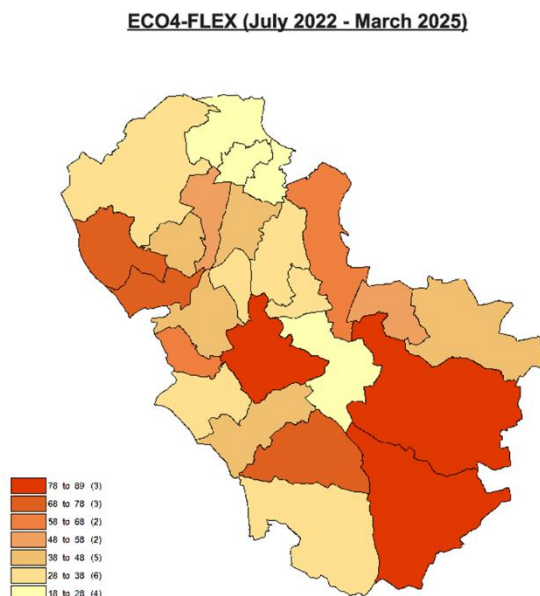 ECO4-FLEX (July 2022 - March 2025)
78 to 89 (3)
68 to 78 (3)
58 to 68 (2)
48 to 58 (2)
38 to 48 (5)
28 to 38 (6)
18 to 28 (4)